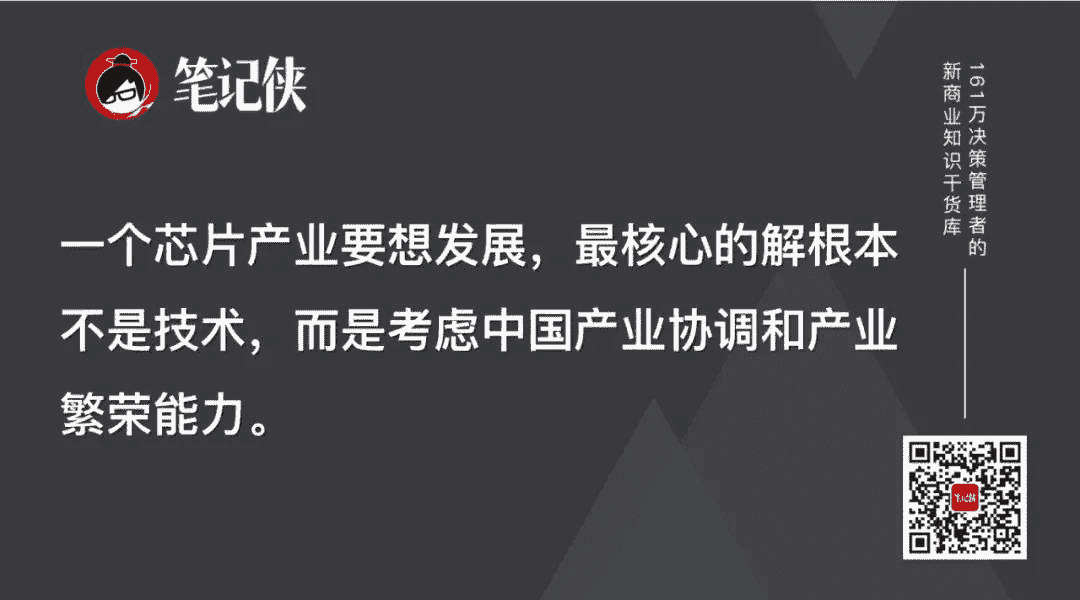 笔记侠
161万决策管理者的
新商业知识干货库
一个芯片产业要想发展，最核心的解根本
不是技术，而是考虑中国产业协调和产业
繁荣能力。
笔记侠